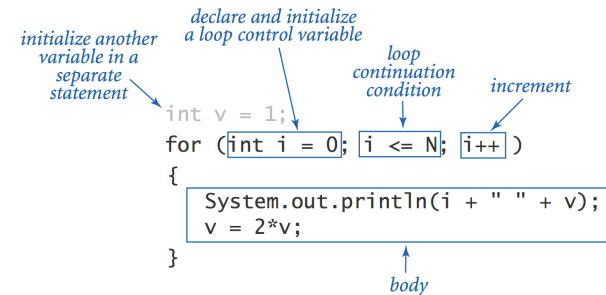 declare and initialize
a loop control variable
initialize another
variable in a
separate
statement
loop
continuation
condition
increment
int v = 1;
for (int i = 0; i <= N; i++ )
{
System.out.println(i + " " + v);
v = 2*v;
}
body